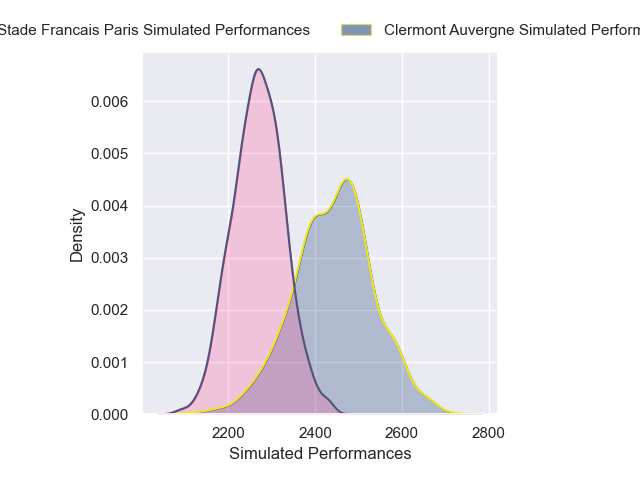 Stade Francais Paris Simulated Performances
Clermont Auvergne Simulated
0.006
0.005
0.004
0.003
0.002
0.001
0.000
Density
2200 2400 2600 2800
Simulated Performances